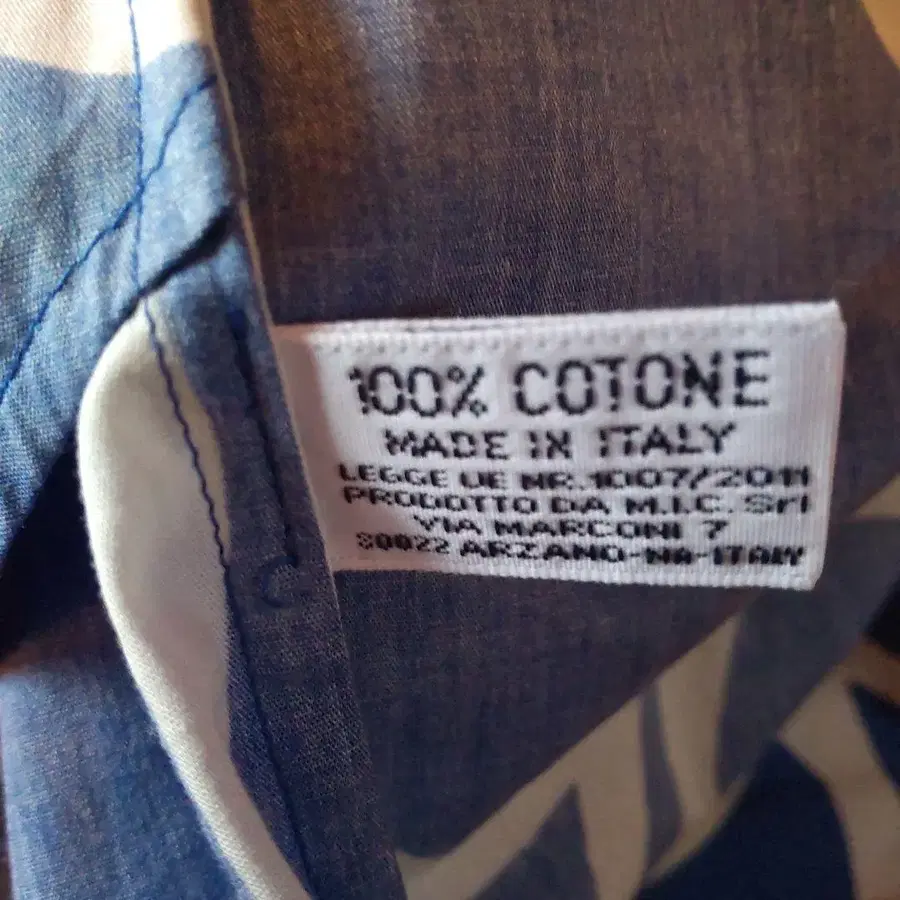 100% COTONE
MADE IN ITALY
LEGGE UE NR.1007/2011
PRODOTTO DA M.I.C. Srl
VIA MARCONI 7
80022 ARZANO-NA-ITALY